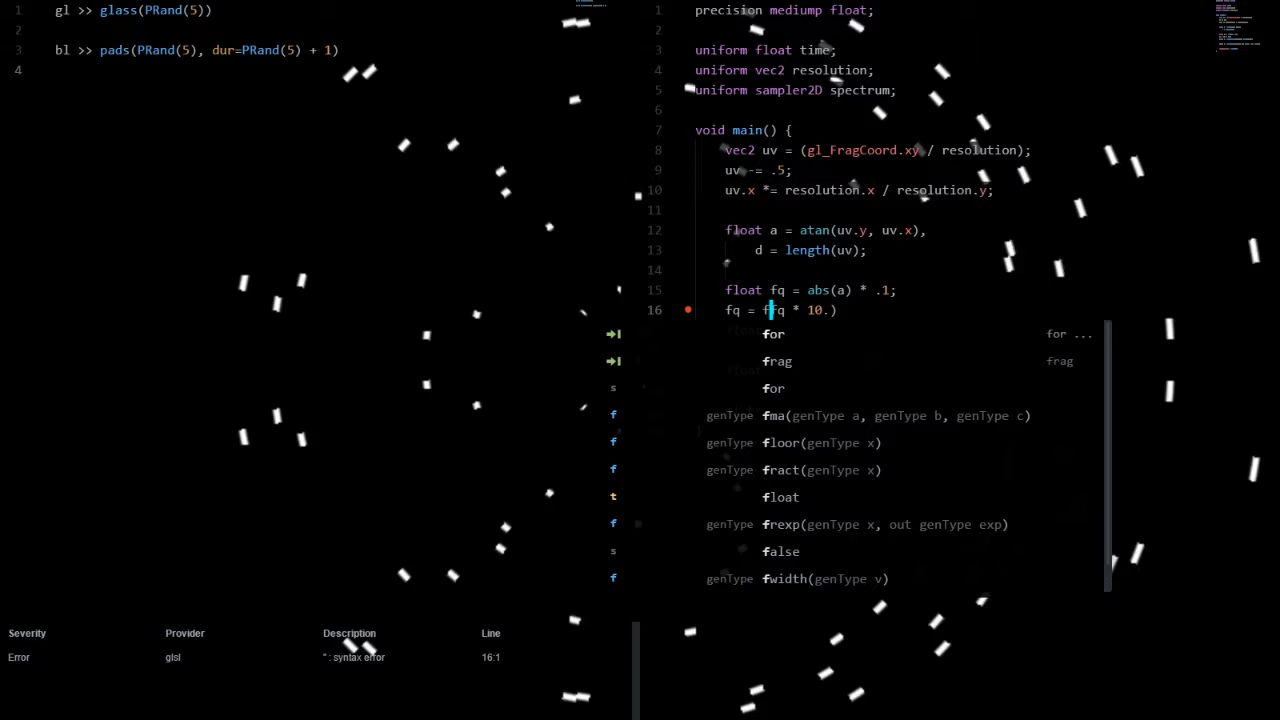 1 gl >> glass(PRand(5))
2
3 bl >> pads(PRand(5), dur=PRand(5) + 1)
4
1 precision mediump float;
3 uniform float time;
4 uniform vec2 resolution;
5 uniform sampler2D spectrum;
6
7 void main() {
8 vec2 uv = (gl_FragCoord.xy / resolution);
9 uv -= .5;
10 uv.x *= resolution.x / resolution.y;
11
12 float a = atan(uv.y, uv.x),
13 d = length(uv);
14
15 float fq = abs(a) * .1;
16 fq = ffq * 10.)
for for ...
frag frag
s for
f genType fma(genType a, genType b, genType c)
f genType floor(genType x)
f genType fract(genType x)
t float
f genType frexp(genType x, out genType exp)
s false
f genType fwidth(genType v)
Severity Provider Description Line
Error glsl '' : syntax error 16:1